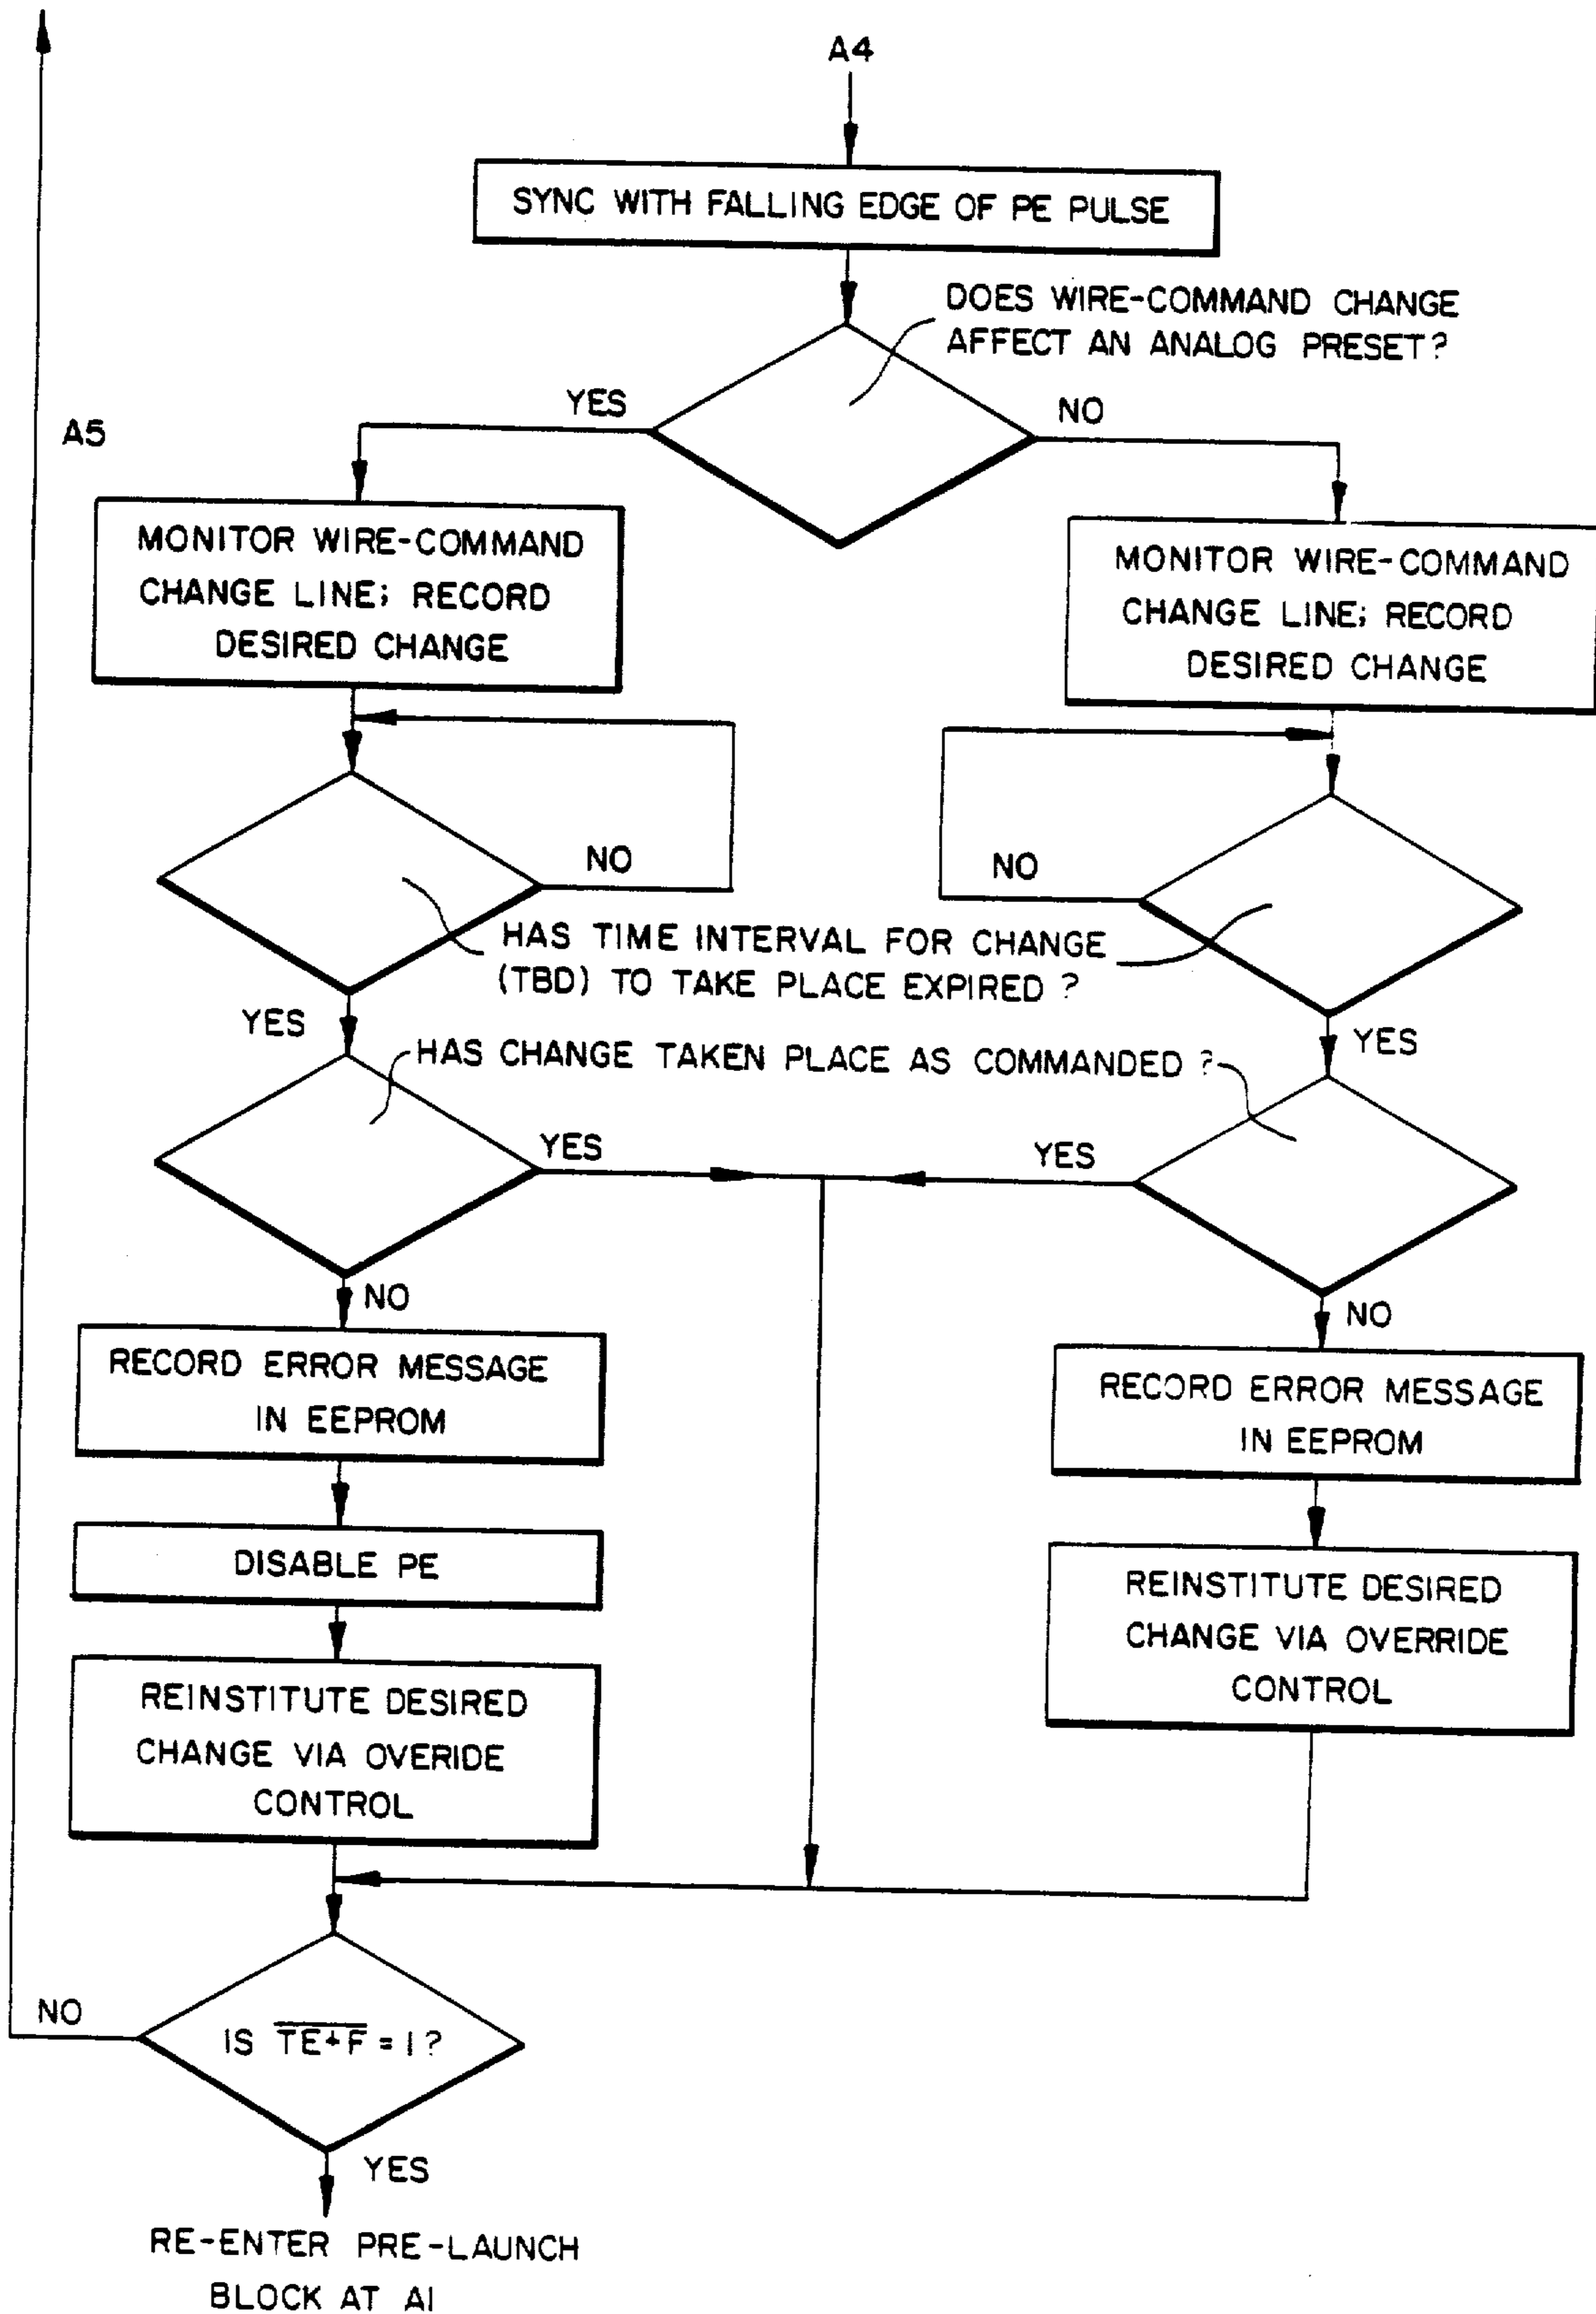 A4
SYNC WITH FALLING EDGE OF PE PULSE
DOES WIRE-COMMAND CHANGE
AFFECT AN ANALOG PRESET?
YES
NO
A5
MONITOR WIRE-COMMAND
CHANGE LINE; RECORD
DESIRED CHANGE
MONITOR WIRE-COMMAND
CHANGE LINE; RECORD
DESIRED CHANGE
NO
NO
HAS TIME INTERVAL FOR CHANGE
(TBD) TO TAKE PLACE EXPIRED ?
YES
YES
HAS CHANGE TAKEN PLACE AS COMMANDED ?
YES
YES
NO
NO
RECORD ERROR MESSAGE
IN EEPROM
RECORD ERROR MESSAGE
IN EEPROM
DISABLE PE
REINSTITUTE DESIRED
CHANGE VIA OVERRIDE
CONTROL
REINSTITUTE DESIRED
CHANGE VIA OVERIDE
CONTROL
NO
IS T̅E̅+̅F̅ = 1 ?
YES
RE-ENTER PRE-LAUNCH
BLOCK AT A1